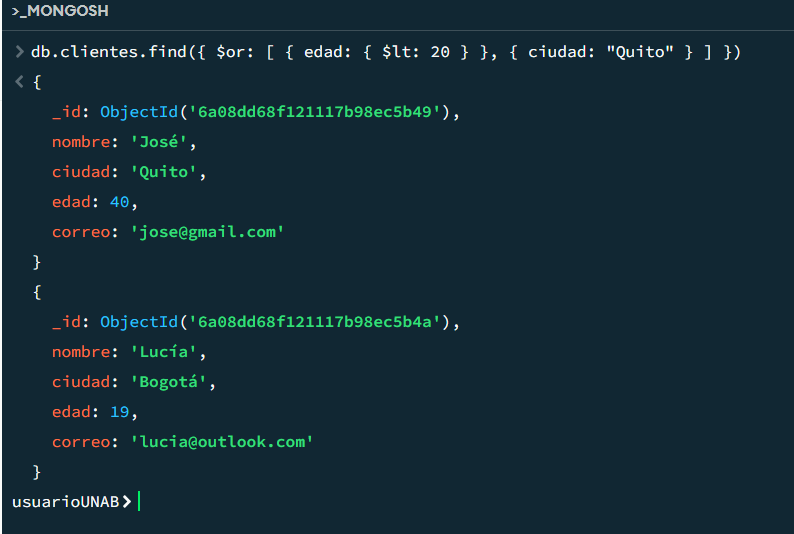 >_MONGOSH
> db.clientes.find({ $or: [ { edad: { $lt: 20 } }, { ciudad: "Quito" } ] })
< {
_id: ObjectId('6a08dd68f121117b98ec5b49'),
nombre: 'José',
ciudad: 'Quito',
edad: 40,
correo: 'jose@gmail.com'
}
{
_id: ObjectId('6a08dd68f121117b98ec5b4a'),
nombre: 'Lucía',
ciudad: 'Bogotá',
edad: 19,
correo: 'lucia@outlook.com'
}
usuarioUNAB>